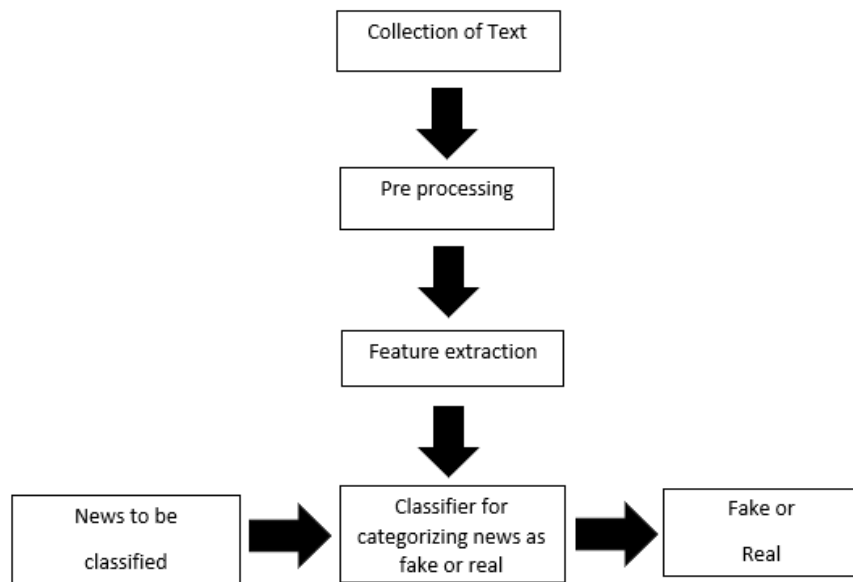 Collection of Text
Pre processing
Feature extraction
News to be
classified
Classifier for
categorizing news as
fake or real
Fake or
Real